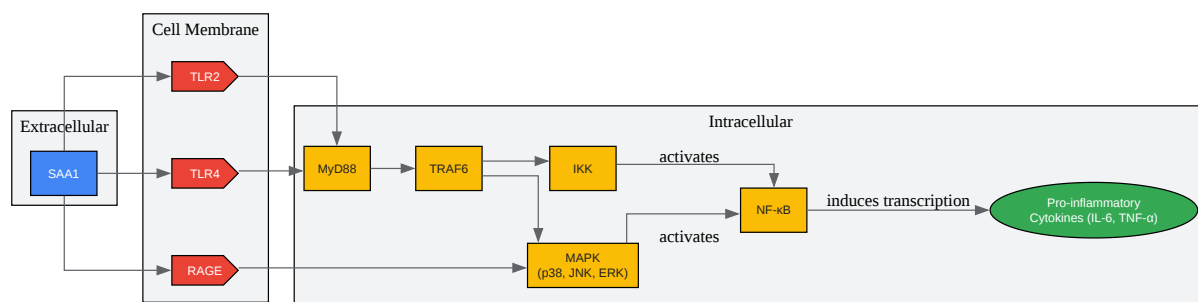 Cell Membrane
TLR2
Extracellular
SAA1
TLR4
RAGE
Intracellular
MyD88
TRAF6
IKK
activates
MAPK
(p38, JNK, ERK)
activates
NF-κB
induces transcription
Pro-inflammatory
Cytokines (IL-6, TNF-α)